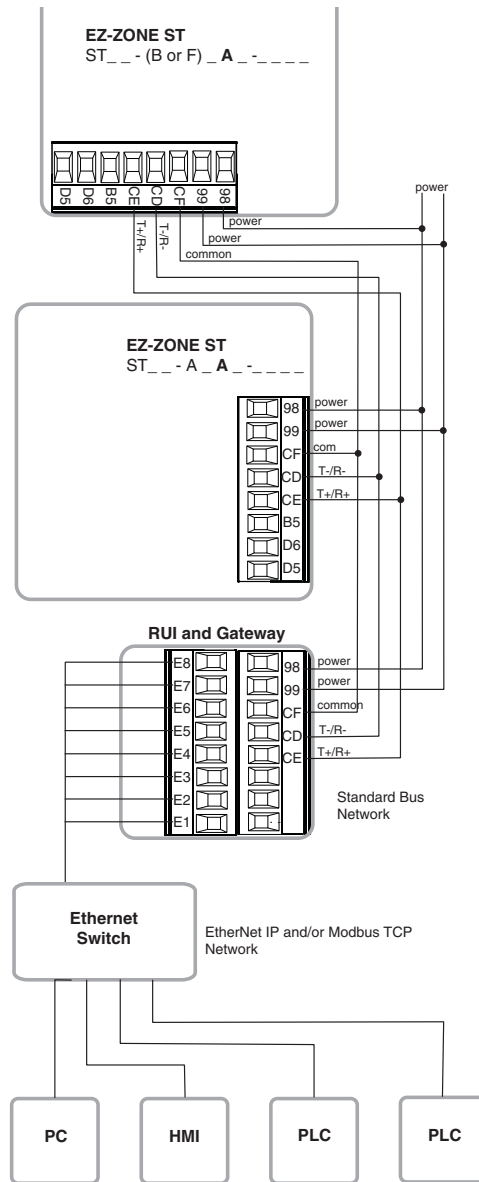 EZ-ZONE ST
ST_ _ - (B or F) _ A _ -_ _ _ _
D5
D6
B5
CE
CD
CF
99
98
power
power
power
common
T-/R-
T+/R+
EZ-ZONE ST
ST_ _ - A _ A _ -_ _ _ _
98 power
99 power
CF com
CD T-/R-
CE T+/R+
B5
D6
D5
RUI and Gateway
E8 98 power
E7 99 power
E6 CF common
E5 CD T-/R-
E4 CE T+/R+
E3
E2
E1
Standard Bus
Network
Ethernet
Switch
EtherNet IP and/or Modbus TCP
Network
PC
HMI
PLC
PLC